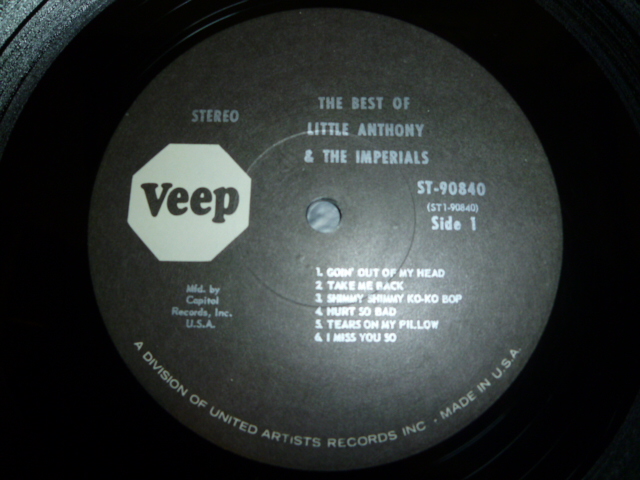 STEREO
THE BEST OF
LITTLE ANTHONY
& THE IMPERIALS
Veep
ST-90840
(ST1-90840)
Side 1
1. GOIN' OUT OF MY HEAD
2. TAKE ME BACK
3. SHIMMY SHIMMY KO-KO BOP
4. HURT SO BAD
5. TEARS ON MY PILLOW
6. I MISS YOU SO
Mfd. by
Capitol
Records, Inc.
U.S.A.
A DIVISION OF UNITED ARTISTS RECORDS INC • MADE IN U.S.A.